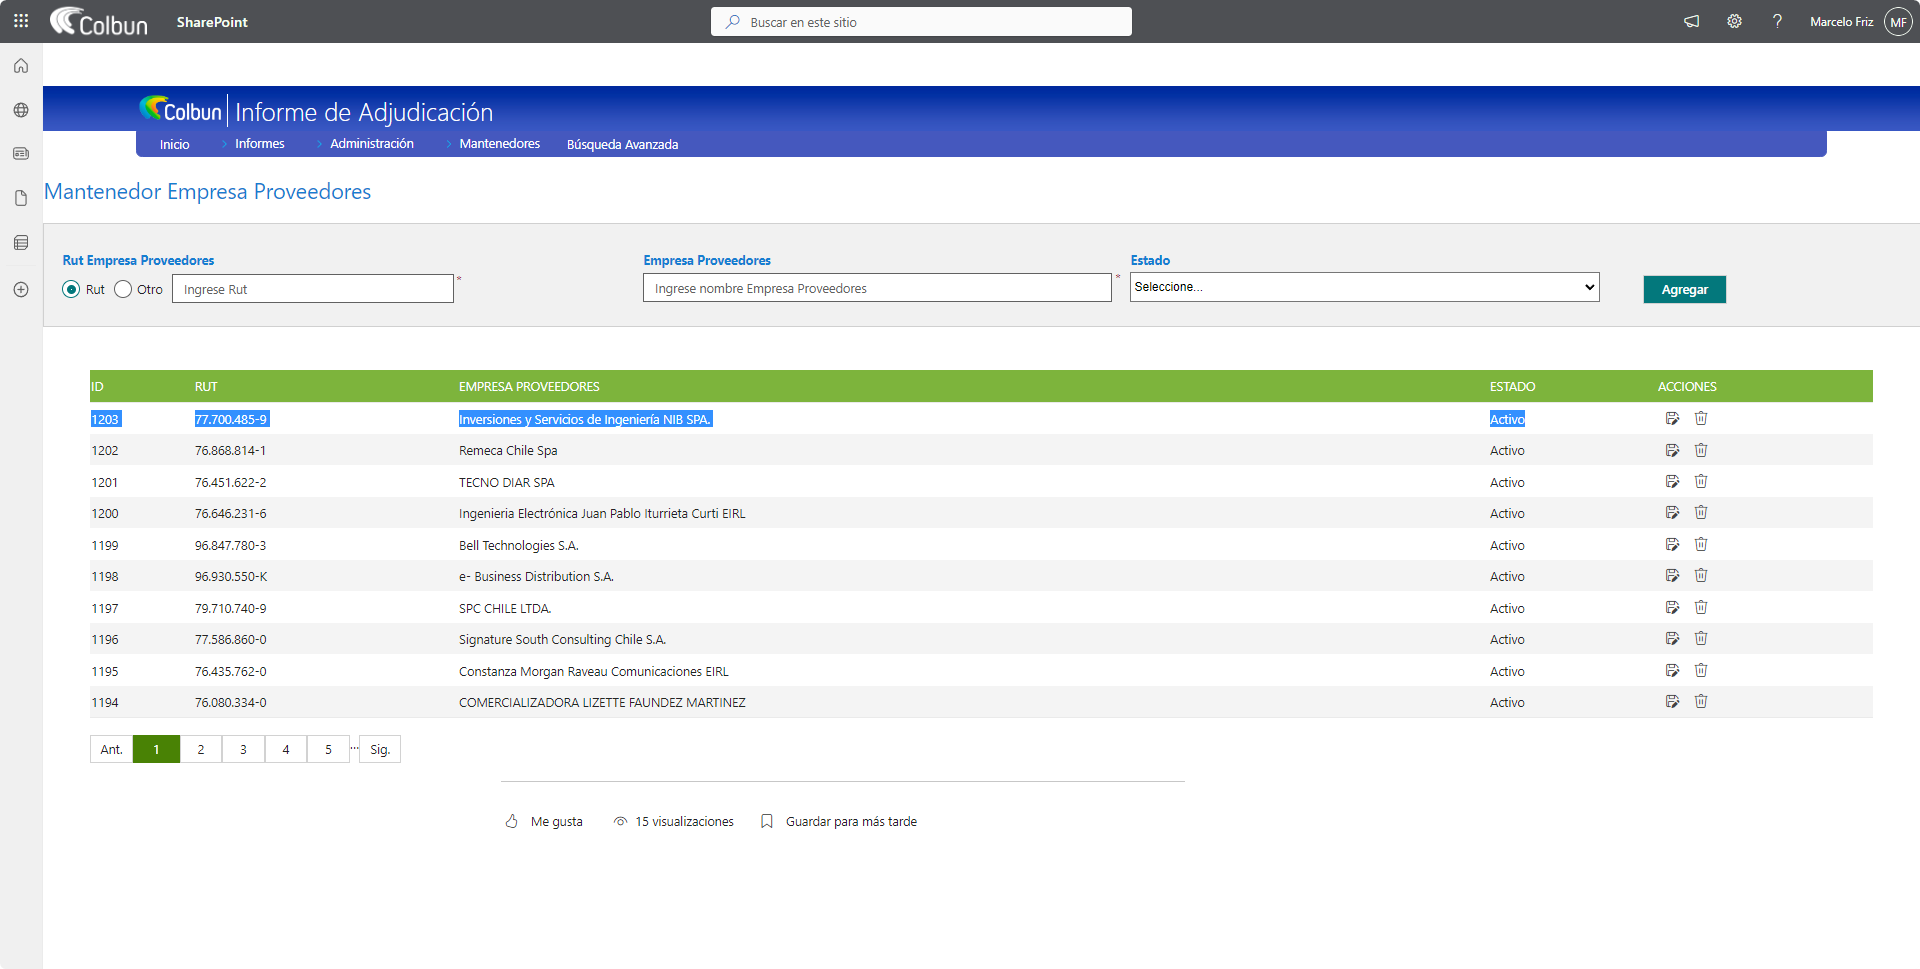 Colbun SharePoint Buscar en este sitio ? Marcelo Friz MF
Colbun Informe de Adjudicación
Inicio Informes Administración Mantenedores Búsqueda Avanzada
Mantenedor Empresa Proveedores
Rut Empresa Proveedores Empresa Proveedores Estado
Rut Otro Ingrese Rut * Ingrese nombre Empresa Proveedores * Seleccione... Agregar
ID RUT EMPRESA PROVEEDORES ESTADO ACCIONES
1203 77.700.485-9 Inversiones y Servicios de Ingeniería NIB SPA. Activo
1202 76.868.814-1 Remeca Chile Spa Activo
1201 76.451.622-2 TECNO DIAR SPA Activo
1200 76.646.231-6 Ingenieria Electrónica Juan Pablo Iturrieta Curti EIRL Activo
1199 96.847.780-3 Bell Technologies S.A. Activo
1198 96.930.550-K e- Business Distribution S.A. Activo
1197 79.710.740-9 SPC CHILE LTDA. Activo
1196 77.586.860-0 Signature South Consulting Chile S.A. Activo
1195 76.435.762-0 Constanza Morgan Raveau Comunicaciones EIRL Activo
1194 76.080.334-0 COMERCIALIZADORA LIZETTE FAUNDEZ MARTINEZ Activo
Ant. 1 2 3 4 5 ... Sig.
Me gusta 15 visualizaciones Guardar para más tarde